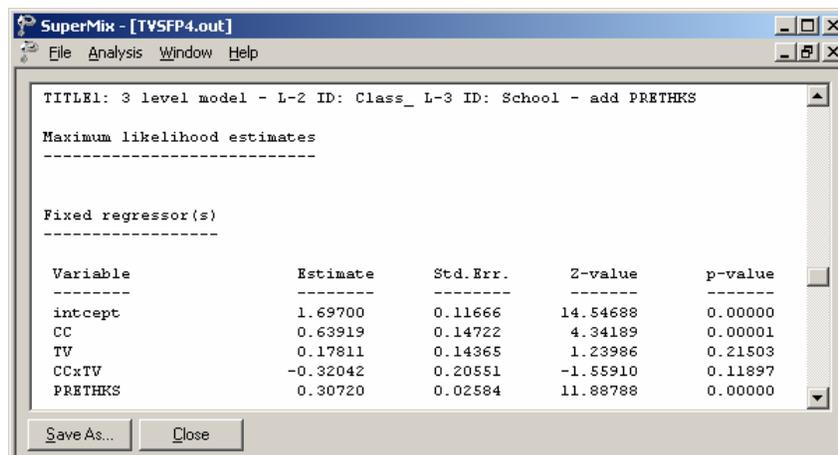 SuperMix - [TVSFP4.out]
File Analysis Window Help
TITLE1: 3 level model - L-2 ID: Class_ L-3 ID: School - add PRETHKS
Maximum likelihood estimates
----------------------------
Fixed regressor(s)
------------------
Variable Estimate Std.Err. Z-value p-value
-------- -------- -------- ------- -------
intcept 1.69700 0.11666 14.54688 0.00000
CC 0.63919 0.14722 4.34189 0.00001
TV 0.17811 0.14365 1.23986 0.21503
CCxTV -0.32042 0.20551 -1.55910 0.11897
PRETHKS 0.30720 0.02584 11.88788 0.00000
Save As... Close